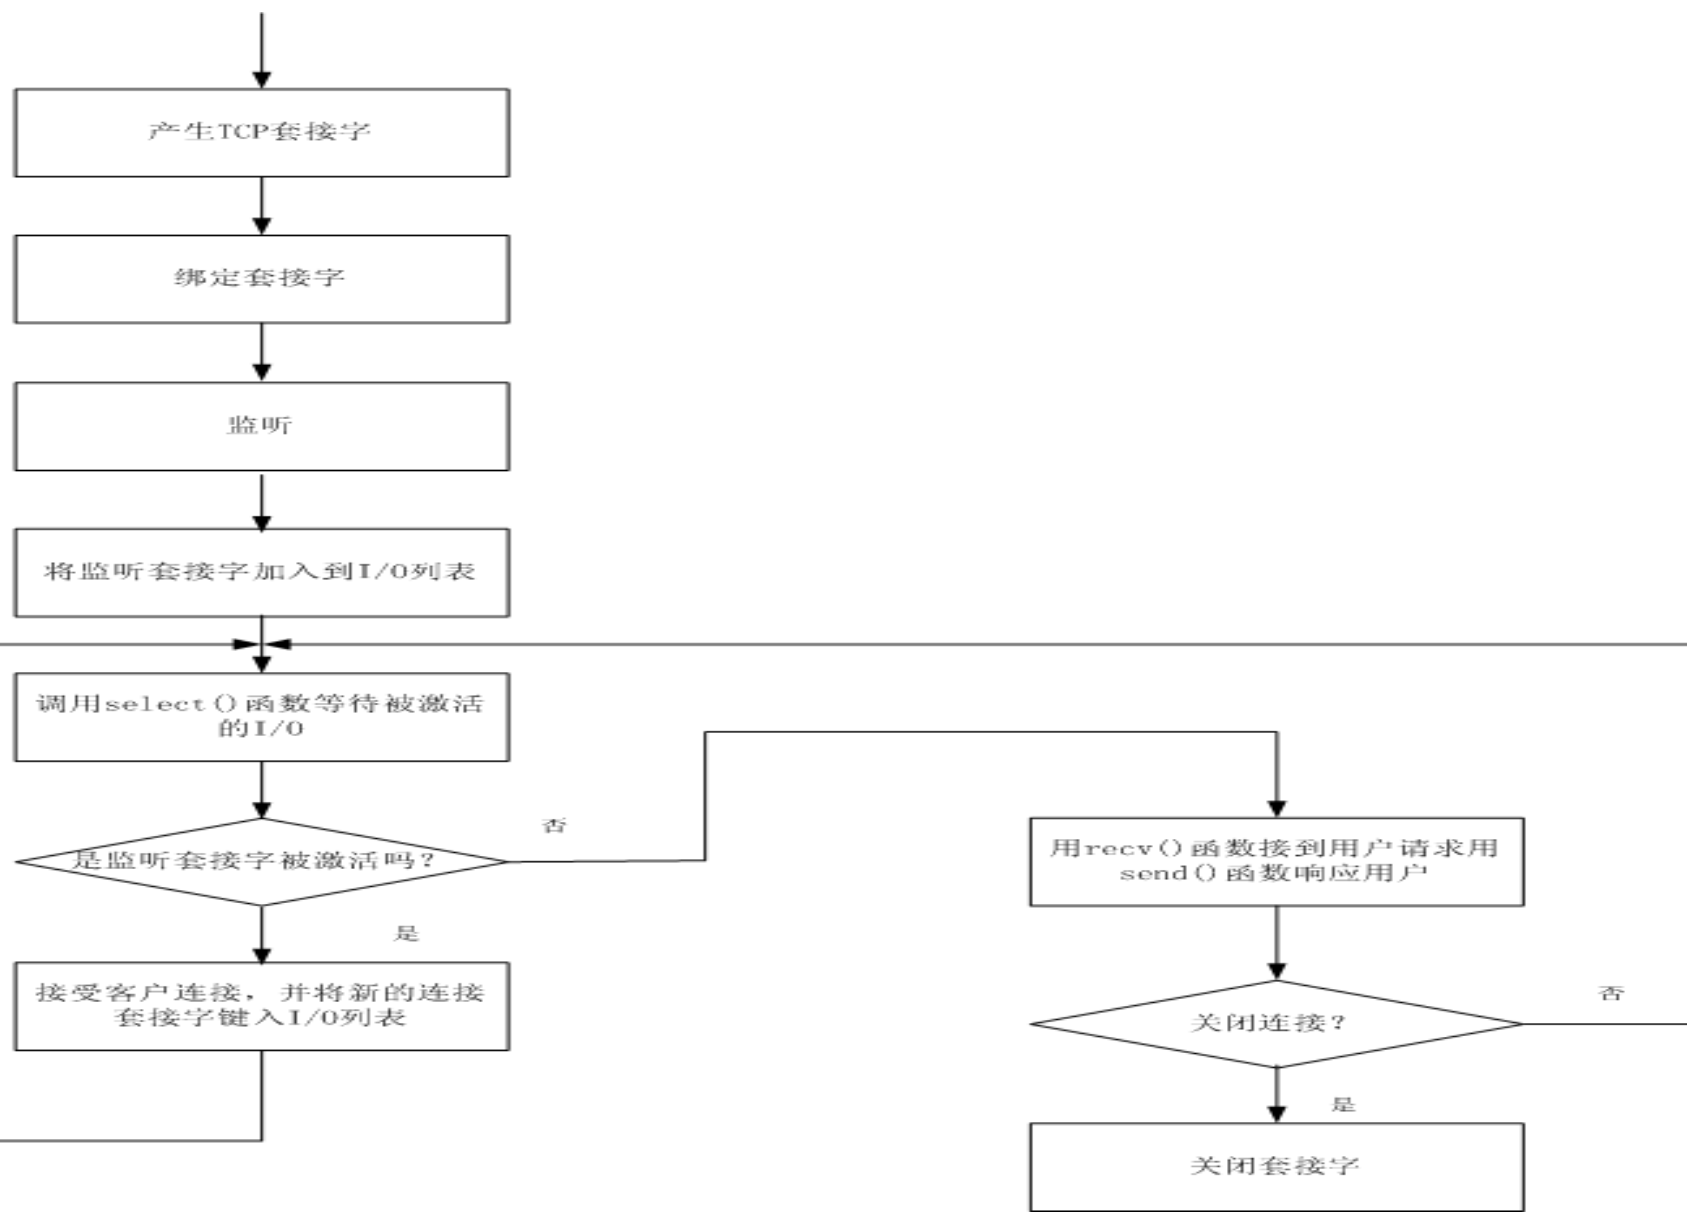 产生TCP套接字
绑定套接字
监听
将监听套接字加入到I/O列表
调用select()函数等待被激活
的I/O
否
是监听套接字被激活吗?
用recv()函数接到用户请求用
send()函数响应用户
是
接受客户连接，并将新的连接
套接字键入I/O列表
否
关闭连接?
是
关闭套接字